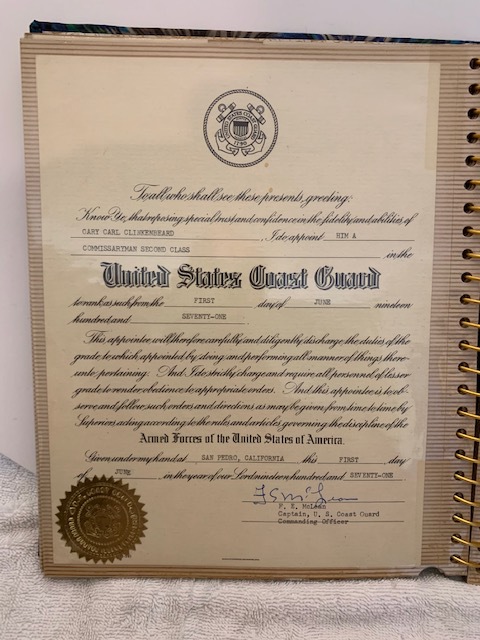 UNITED STATES COAST GUARD
1790
To all who shall see these presents, greeting:
Know Ye, that reposing special trust and confidence in the fidelity and abilities of
GARY CARL CLINKENBEARD, I do appoint HIM A
COMMISSARYMAN SECOND CLASS in the
United States Coast Guard
to rank as such from the FIRST day of JUNE nineteen
hundred and SEVENTY-ONE.
This appointee will therefore carefully and diligently discharge the duties of the
grade to which appointed by doing and performing all manner of things there-
unto pertaining. And I do strictly charge and require all personnel of lesser
grade to render obedience to appropriate orders. And this appointee is to ob-
serve and follow such orders and directions as may be given from time to time by
Superiors acting according to the rules and articles governing the discipline of the
Armed Forces of the United States of America.
Given under my hand at SAN PEDRO, CALIFORNIA this FIRST day
of JUNE in the year of our Lord nineteen hundred and SEVENTY-ONE
F. E. McLean
Captain, U. S. Coast Guard
Commanding Officer